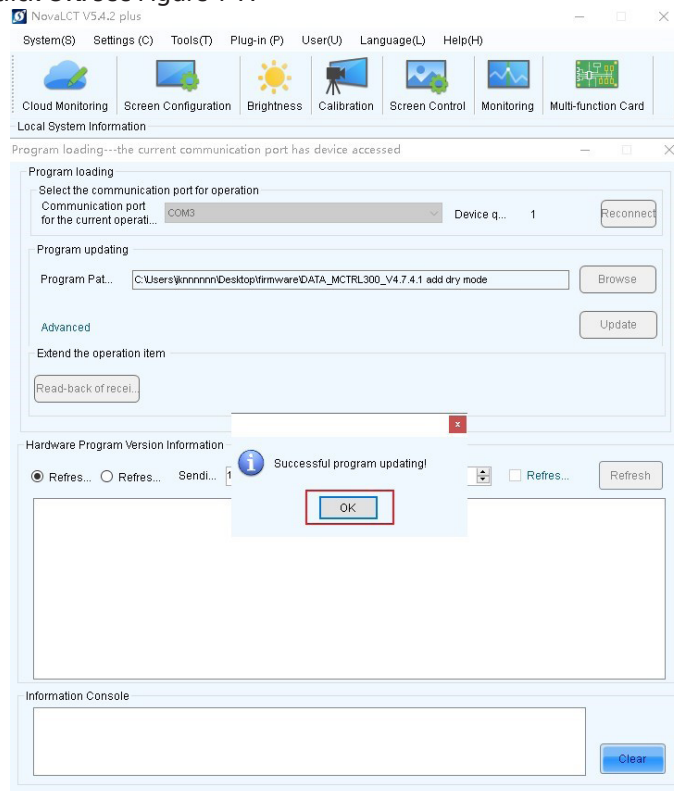 NovaLCT V5.4.2 plus
System(S) Settings (C) Tools(T) Plug-in (P) User(U) Language(L) Help(H)
Cloud Monitoring Screen Configuration Brightness Calibration Screen Control Monitoring Multi-function Card
Local System Information
Program loading---the current communication port has device accessed
Program loading
Select the communication port for operation
Communication port
for the current operati... COM3 Device q... 1 Reconnect
Program updating
Program Pat... C:\Users\jknnnnnn\Desktop\firmware\DATA_MCTRL300_V4.7.4.1 add dry mode Browse
Advanced Update
Extend the operation item
Read-back of recei...
Hardware Program Version Information
Successful program updating!
Refres... Refres... Sendi... 1 Refres... Refresh
OK
Information Console
Clear